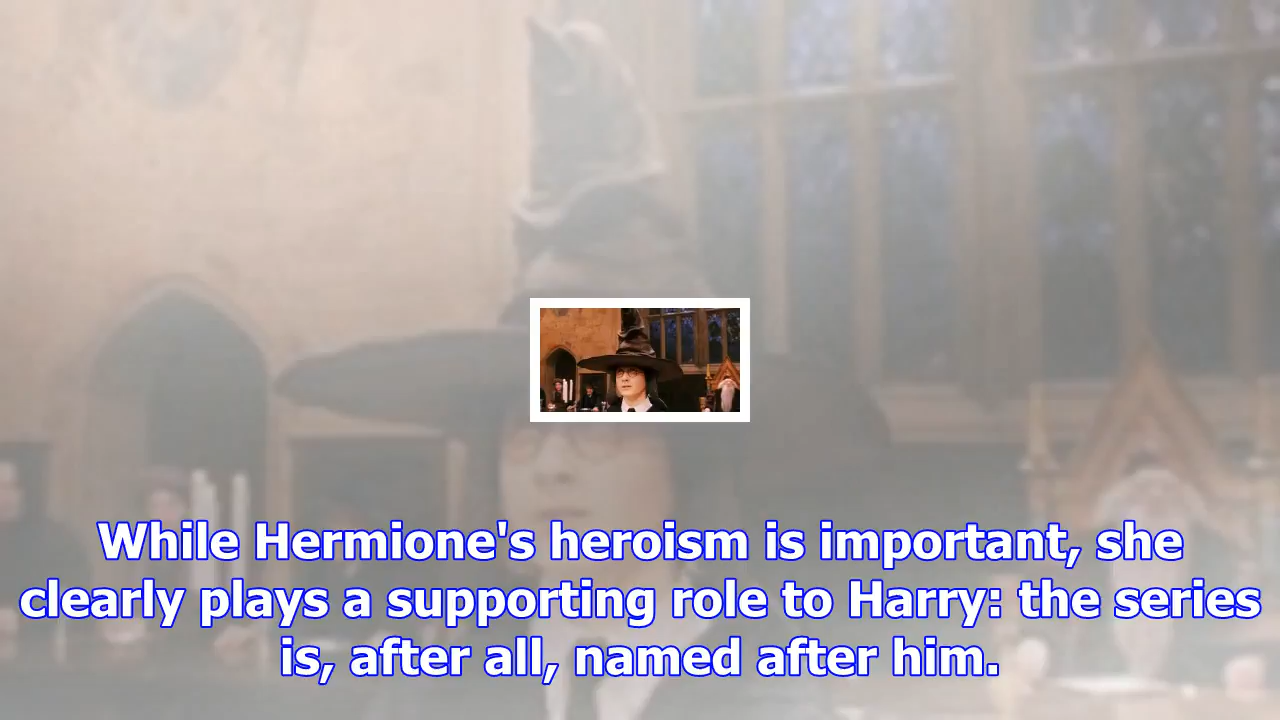 While Hermione's heroism is important, she
clearly plays a supporting role to Harry: the series
is, after all, named after him.